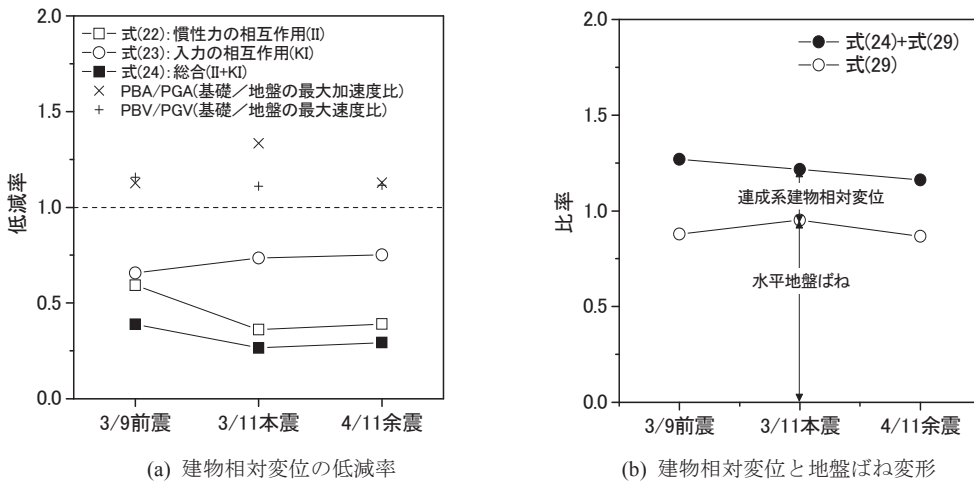 2.0
1.5
1.0
0.5
0.0
低減率
式(22): 慣性力の相互作用(II)
式(23): 入力の相互作用(KI)
式(24): 総合(II+KI)
PBA/PGA(基礎／地盤の最大加速度比)
PBV/PGV(基礎／地盤の最大速度比)
3/9前震
3/11本震
4/11余震
(a) 建物相対変位の低減率
2.0
1.5
1.0
0.5
0.0
比率
式(24)+式(29)
式(29)
連成系建物相対変位
水平地盤ばね
3/9前震
3/11本震
4/11余震
(b) 建物相対変位と地盤ばね変形